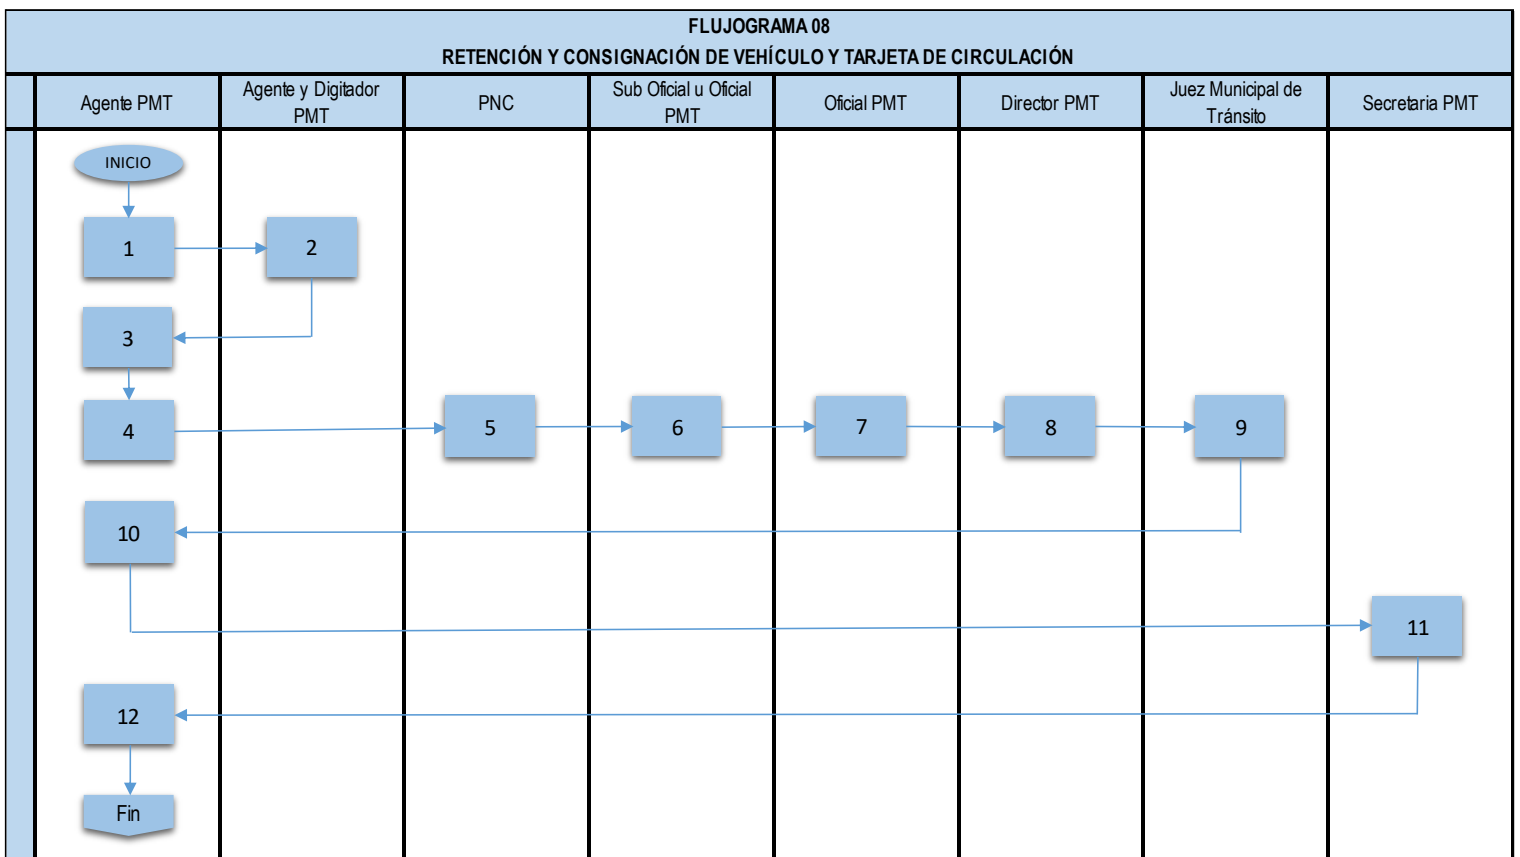 FLUJOGRAMA 08
RETENCIÓN Y CONSIGNACIÓN DE VEHÍCULO Y TARJETA DE CIRCULACIÓN
Agente PMT
Agente y Digitador
PMT
PNC
Sub Oficial u Oficial
PMT
Oficial PMT
Director PMT
Juez Municipal de
Tránsito
Secretaria PMT
INICIO
1
2
3
4
5
6
7
8
9
10
11
12
Fin